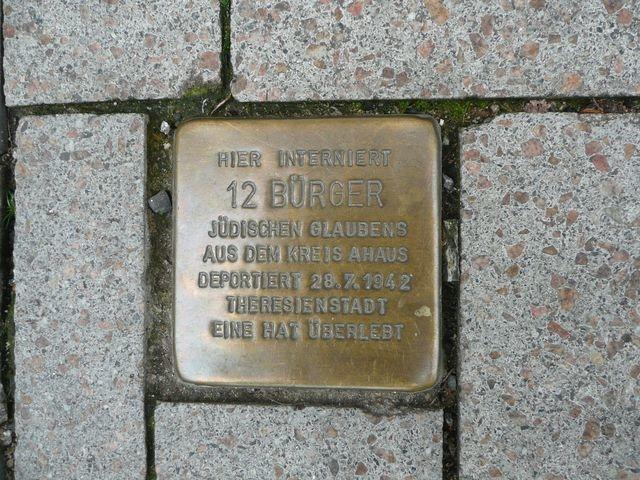 HIER INTERNIERT
12 BÜRGER
JÜDISCHEN GLAUBENS
AUS DEM KREIS AHAUS
DEPORTIERT 28.7.1942
THERESIENSTADT
EINE HAT ÜBERLEBT